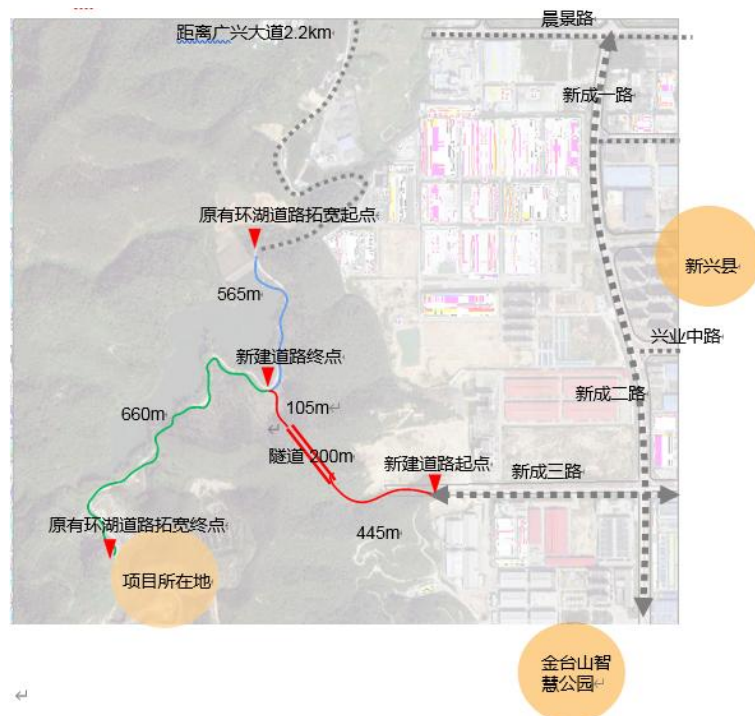 晨景路
距离广兴大道2.2km
新成一路
原有环湖道路拓宽起点
新兴县
565m
兴业中路
新建道路终点
新成二路
660m
105m
隧道 200m
新建道路起点
新成三路
原有环湖道路拓宽终点
445m
项目所在地
金台山智
慧公园